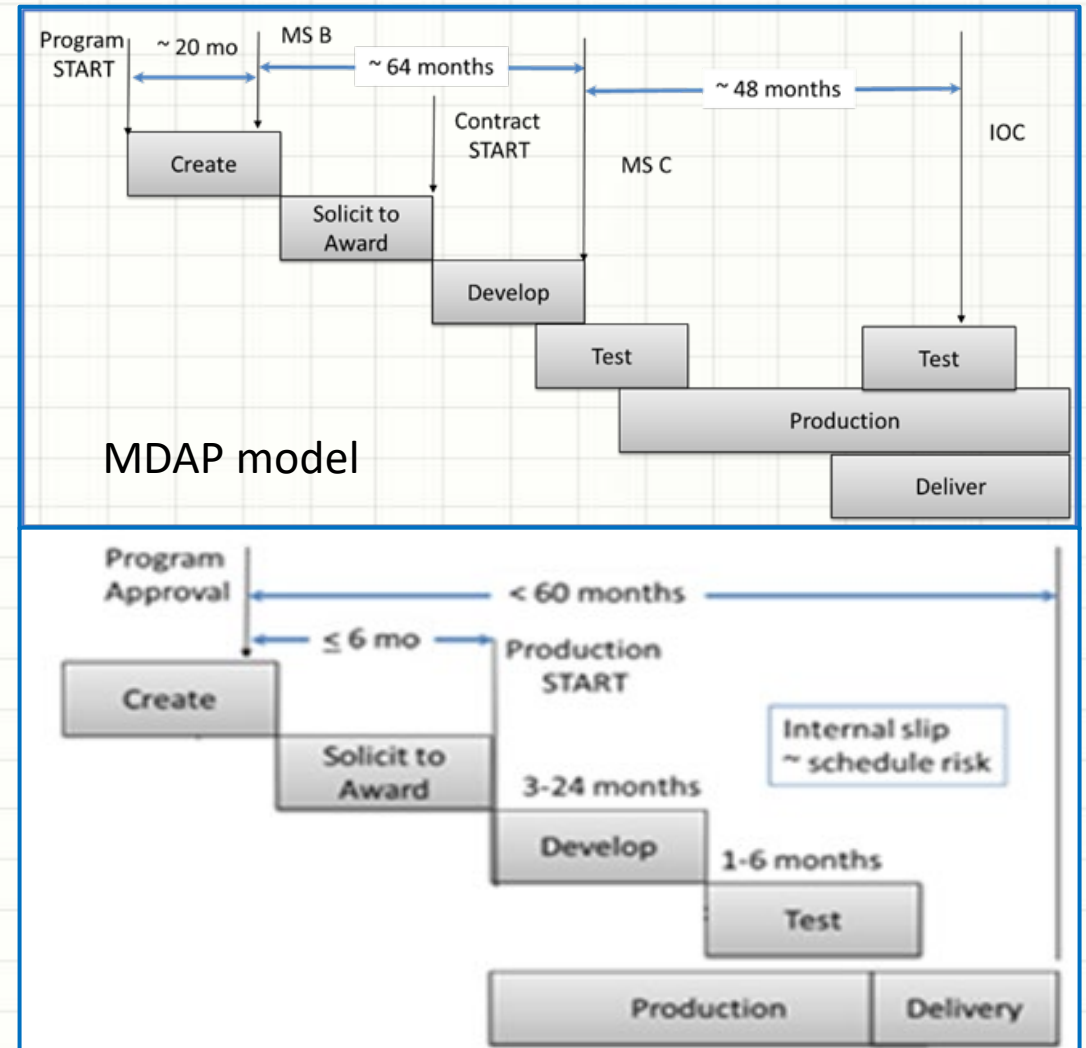 Program
START
~ 20 mo
MS B
~ 64 months
~ 48 months
Contract
START
IOC
Create
MS C
Solicit to
Award
Develop
Test
Test
Production
MDAP model
Deliver
Program
Approval
< 60 months
≤ 6 mo
Production
START
Create
Internal slip
~ schedule risk
Solicit to
Award
3-24 months
Develop
1-6 months
Test
Production
Delivery